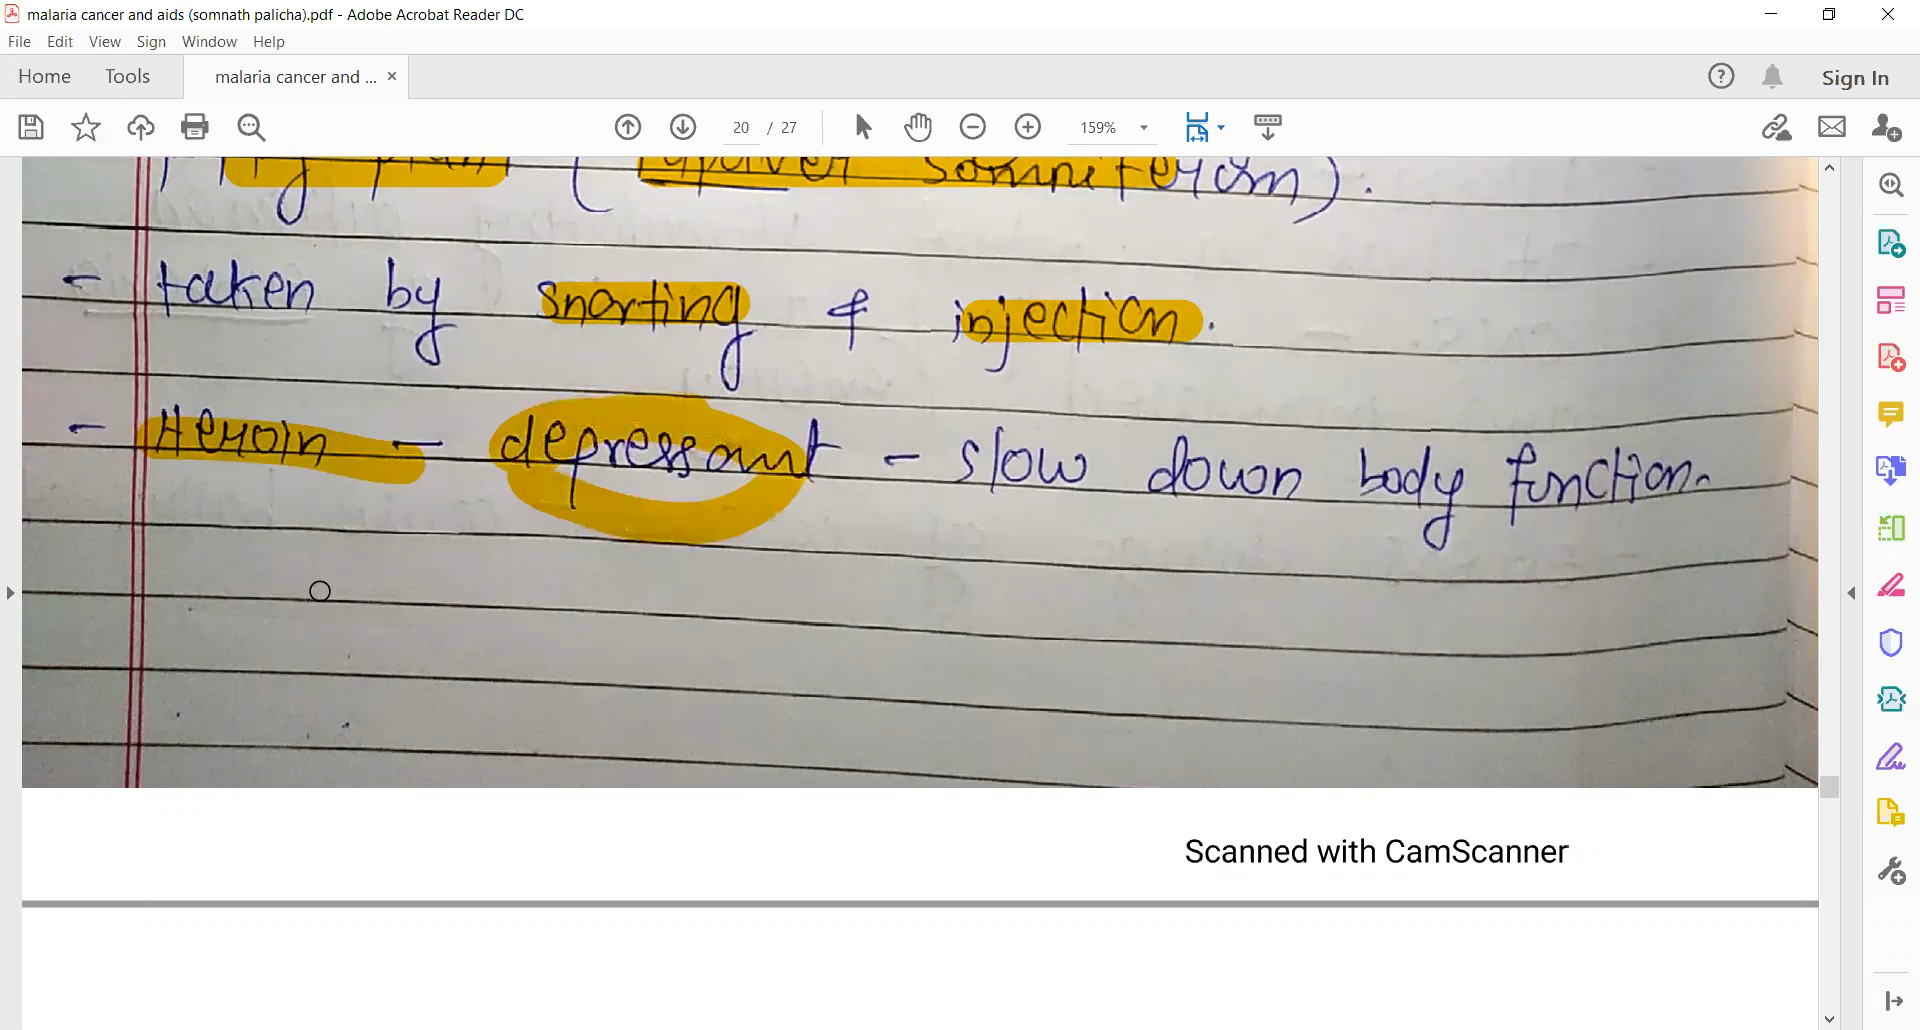 malaria cancer and aids (somnath palicha).pdf - Adobe Acrobat Reader DC
File Edit View Sign Window Help
Home Tools malaria cancer and ... × Sign In
20 / 27 159%
somniferum).
- taken by snorting & injection.
- Heroin - depressant - slow down body function.
Scanned with CamScanner